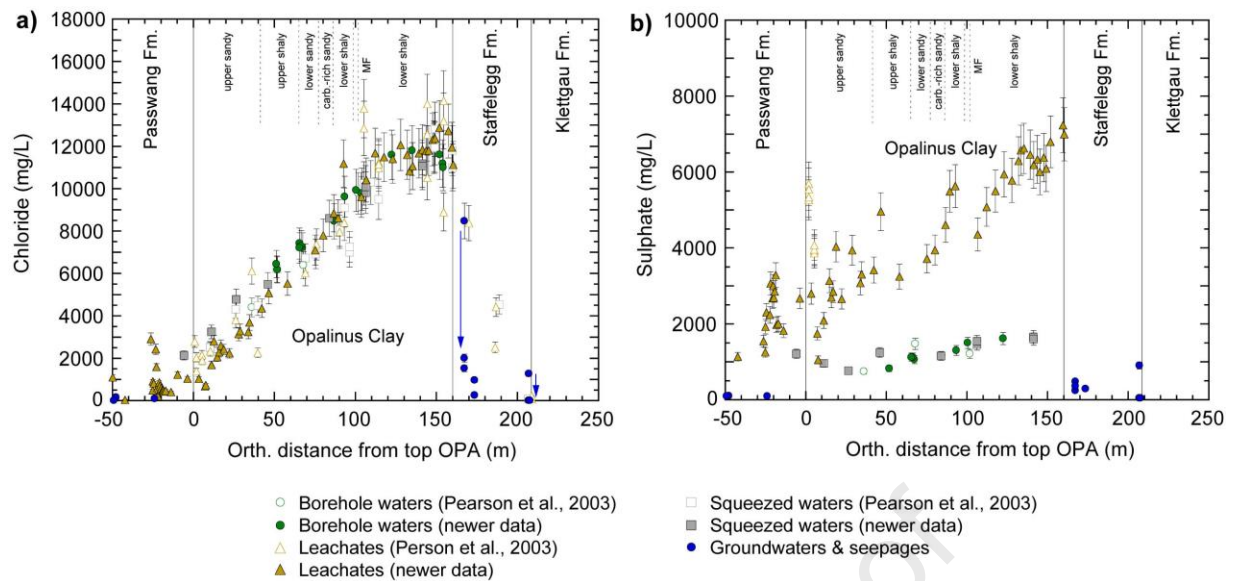 a)
Passwang Fm.
upper sandy
upper shaly
lower sandy
carb.-rich sandy
lower shaly
MF
lower shaly
Staffelegg Fm.
Klettgau Fm.
18000
16000
14000
12000
10000
8000
6000
4000
2000
0
Chloride (mg/L)
Opalinus Clay
-50 0 50 100 150 200 250
Orth. distance from top OPA (m)
b)
Passwang Fm.
upper sandy
upper shaly
lower sandy
carb.-rich sandy
lower shaly
MF
lower shaly
Staffelegg Fm.
Klettgau Fm.
10000
8000
6000
4000
2000
0
Sulphate (mg/L)
Opalinus Clay
-50 0 50 100 150 200 250
Orth. distance from top OPA (m)
Borehole waters (Pearson et al., 2003)
Borehole waters (newer data)
Leachates (Person et al., 2003)
Leachates (newer data)
Squeezed waters (Pearson et al., 2003)
Squeezed waters (newer data)
Groundwaters & seepages